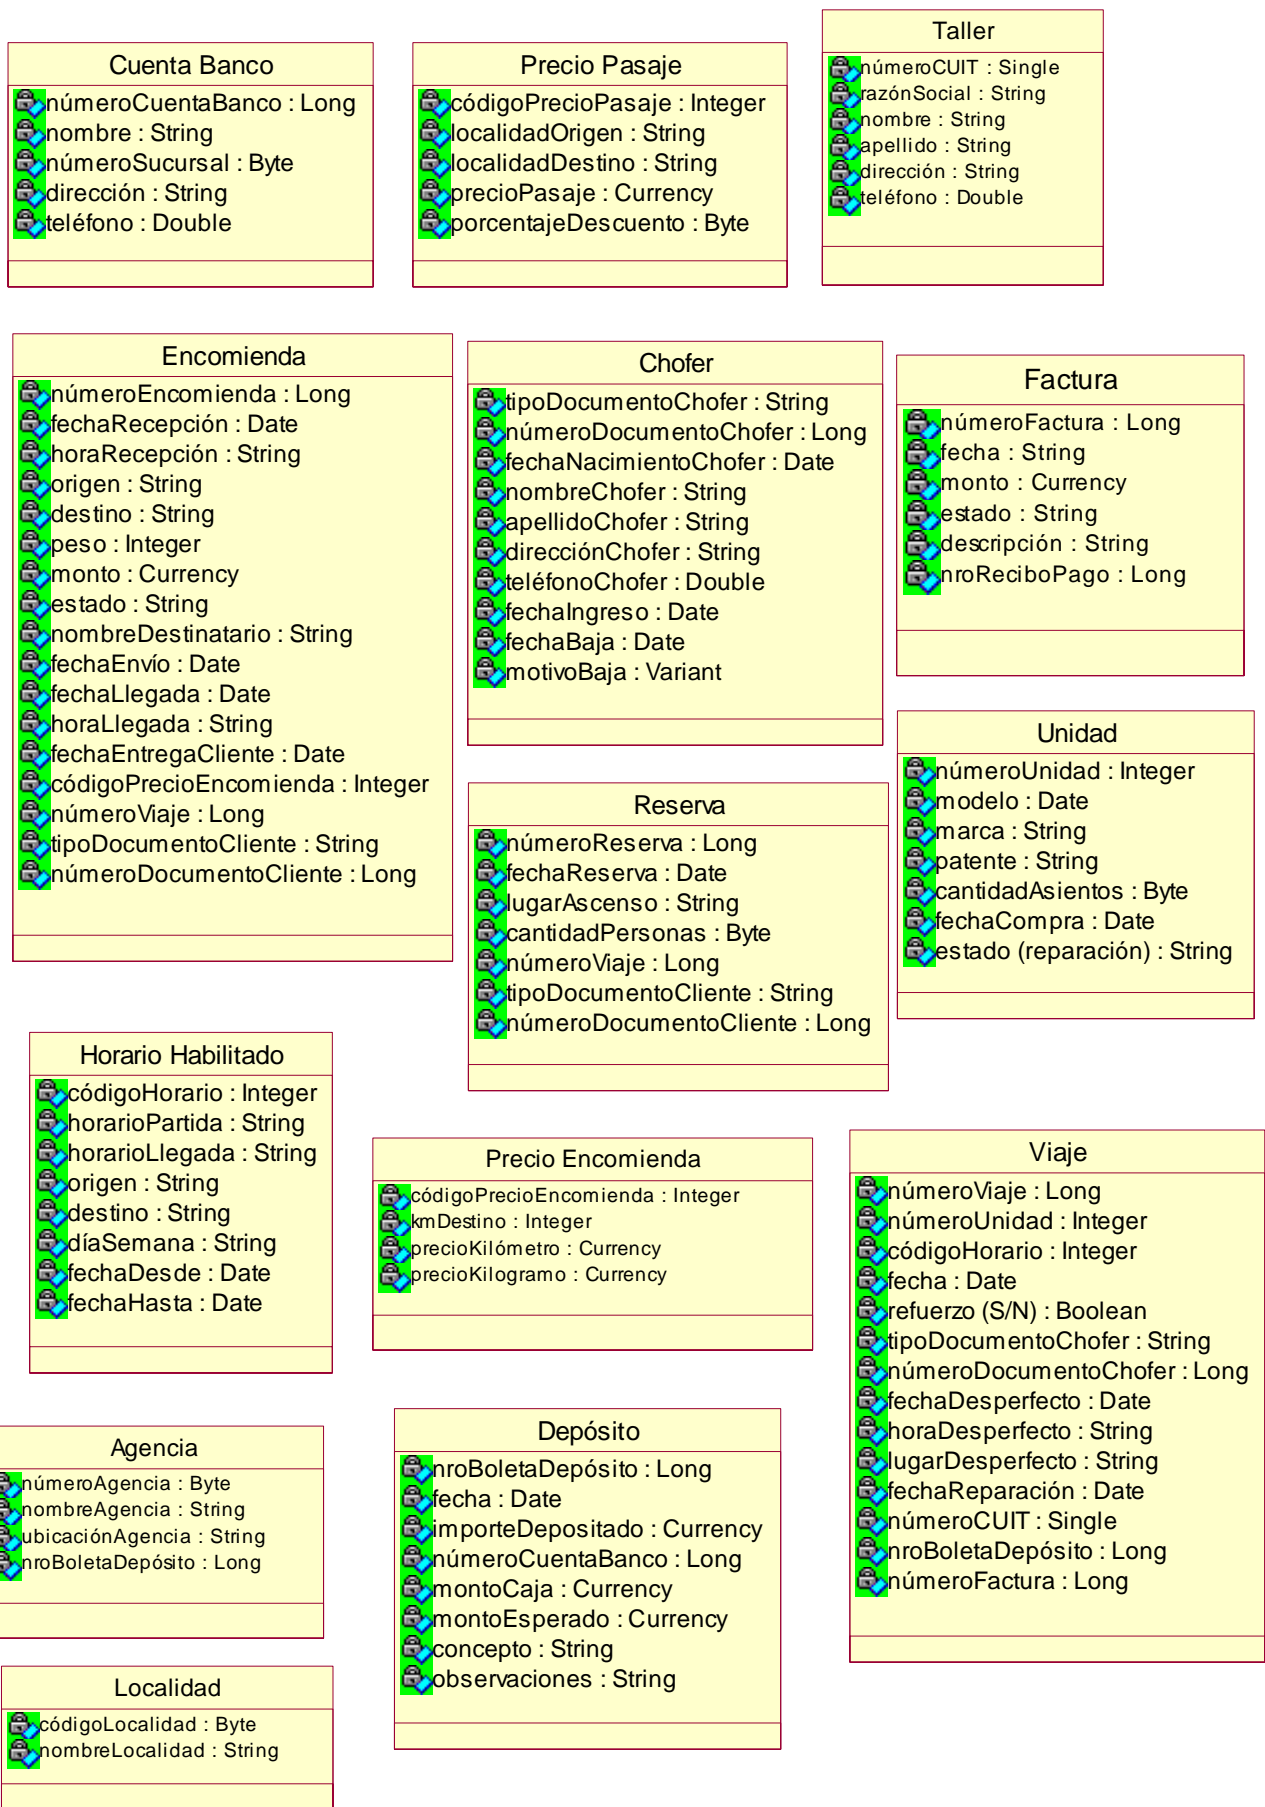 Cuenta Banco
númeroCuentaBanco : Long
nombre : String
númeroSucursal : Byte
dirección : String
teléfono : Double
Precio Pasaje
códigoPrecioPasaje : Integer
localidadOrigen : String
localidadDestino : String
precioPasaje : Currency
porcentajeDescuento : Byte
Taller
númeroCUIT : Single
razónSocial : String
nombre : String
apellido : String
dirección : String
teléfono : Double
Encomienda
númeroEncomienda : Long
fechaRecepción : Date
horaRecepción : String
origen : String
destino : String
peso : Integer
monto : Currency
estado : String
nombreDestinatario : String
fechaEnvío : Date
fechaLlegada : Date
horaLlegada : String
fechaEntregaCliente : Date
códigoPrecioEncomienda : Integer
númeroViaje : Long
tipoDocumentoCliente : String
númeroDocumentoCliente : Long
Chofer
tipoDocumentoChofer : String
númeroDocumentoChofer : Long
fechaNacimientoChofer : Date
nombreChofer : String
apellidoChofer : String
direcciónChofer : String
teléfonoChofer : Double
fechaIngreso : Date
fechaBaja : Date
motivoBaja : Variant
Factura
númeroFactura : Long
fecha : String
monto : Currency
estado : String
descripción : String
nroReciboPago : Long
Unidad
númeroUnidad : Integer
modelo : Date
marca : String
patente : String
cantidadAsientos : Byte
fechaCompra : Date
estado (reparación) : String
Reserva
númeroReserva : Long
fechaReserva : Date
lugarAscenso : String
cantidadPersonas : Byte
númeroViaje : Long
tipoDocumentoCliente : String
númeroDocumentoCliente : Long
Horario Habilitado
códigoHorario : Integer
horarioPartida : String
horarioLlegada : String
origen : String
destino : String
díaSemana : String
fechaDesde : Date
fechaHasta : Date
Precio Encomienda
códigoPrecioEncomienda : Integer
kmDestino : Integer
precioKilómetro : Currency
precioKilogramo : Currency
Viaje
númeroViaje : Long
númeroUnidad : Integer
códigoHorario : Integer
fecha : Date
refuerzo (S/N) : Boolean
tipoDocumentoChofer : String
númeroDocumentoChofer : Long
fechaDesperfecto : Date
horaDesperfecto : String
lugarDesperfecto : String
fechaReparación : Date
númeroCUIT : Single
nroBoletaDepósito : Long
númeroFactura : Long
Agencia
númeroAgencia : Byte
nombreAgencia : String
ubicaciónAgencia : String
nroBoletaDepósito : Long
Depósito
nroBoletaDepósito : Long
fecha : Date
importeDepositado : Currency
númeroCuentaBanco : Long
montoCaja : Currency
montoEsperado : Currency
concepto : String
observaciones : String
Localidad
códigoLocalidad : Byte
nombreLocalidad : String